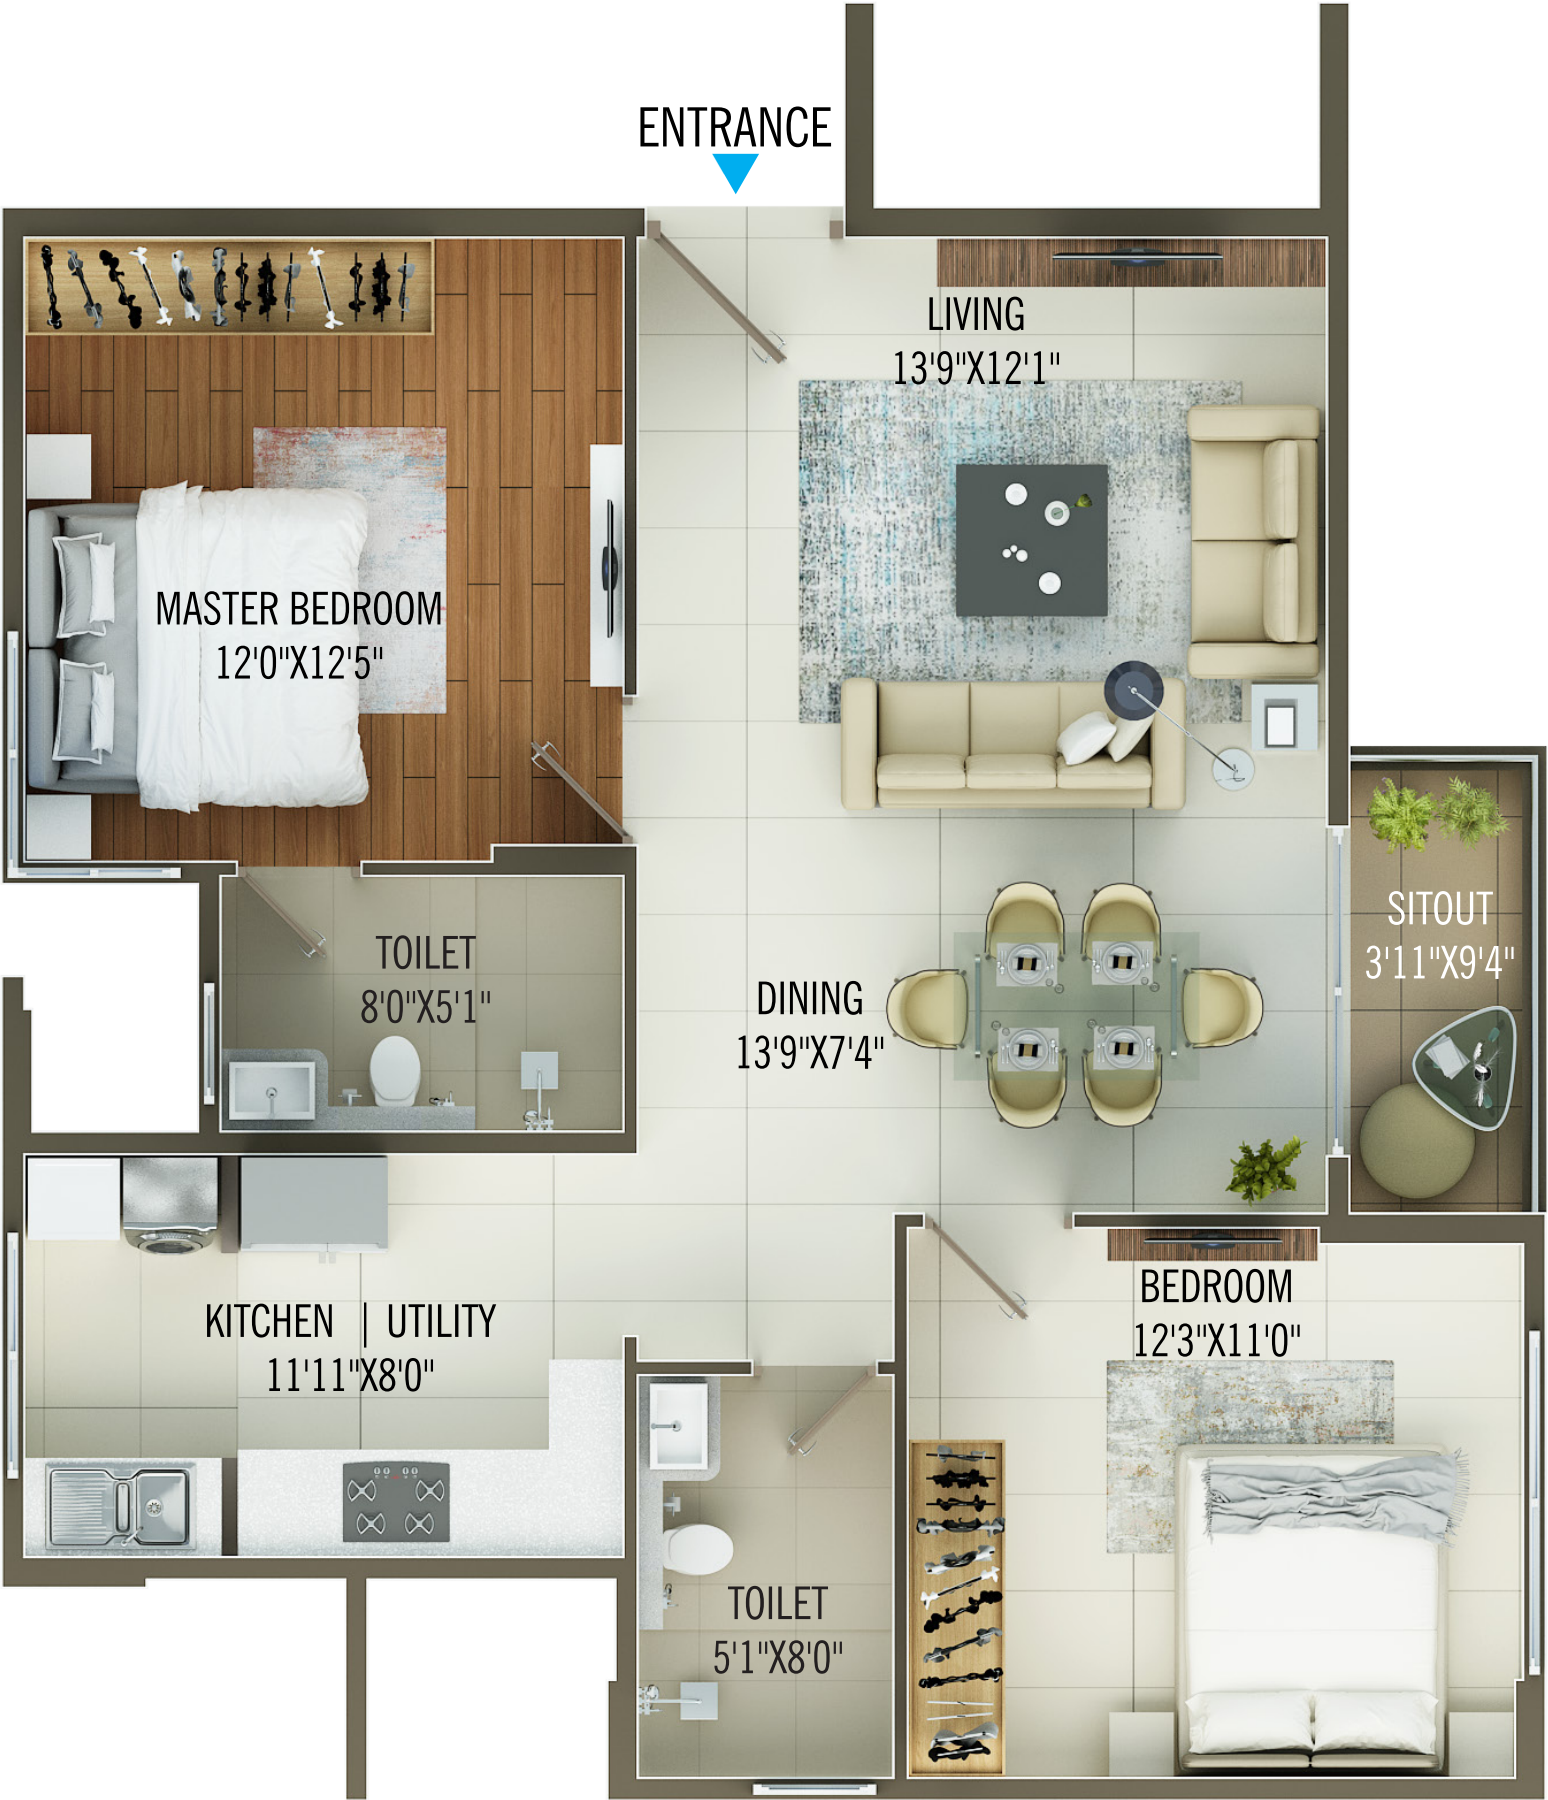 ENTRANCE
LIVING
13'9"X12'1"
MASTER BEDROOM
12'0"X12'5"
SITOUT
3'11"X9'4"
TOILET
8'0"X5'1"
DINING
13'9"X7'4"
BEDROOM
12'3"X11'0"
KITCHEN | UTILITY
11'11"X8'0"
TOILET
5'1"X8'0"